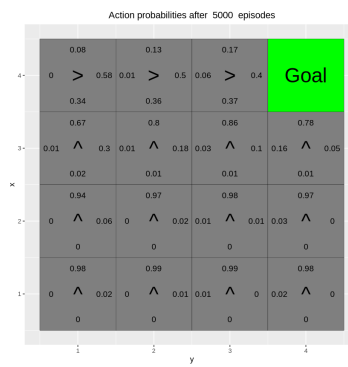 Action probabilities after 5000 episodes
0.08 0.13 0.17
4 0 > 0.58 0.01 > 0.5 0.06 > 0.4 Goal
0.34 0.36 0.37
0.67 0.8 0.86 0.78
3 0.01 ^ 0.3 0.01 ^ 0.18 0.03 ^ 0.1 0.16 ^ 0.05
0.02 0.01 0.01 0.01
x
0.94 0.97 0.98 0.97
2 0 ^ 0.06 0 ^ 0.02 0.01 ^ 0.01 0.03 ^ 0
0 0 0 0
0.98 0.99 0.99 0.98
1 0 ^ 0.02 0 ^ 0.01 0.01 ^ 0 0.02 ^ 0
0 0 0 0
1 2 3 4
y